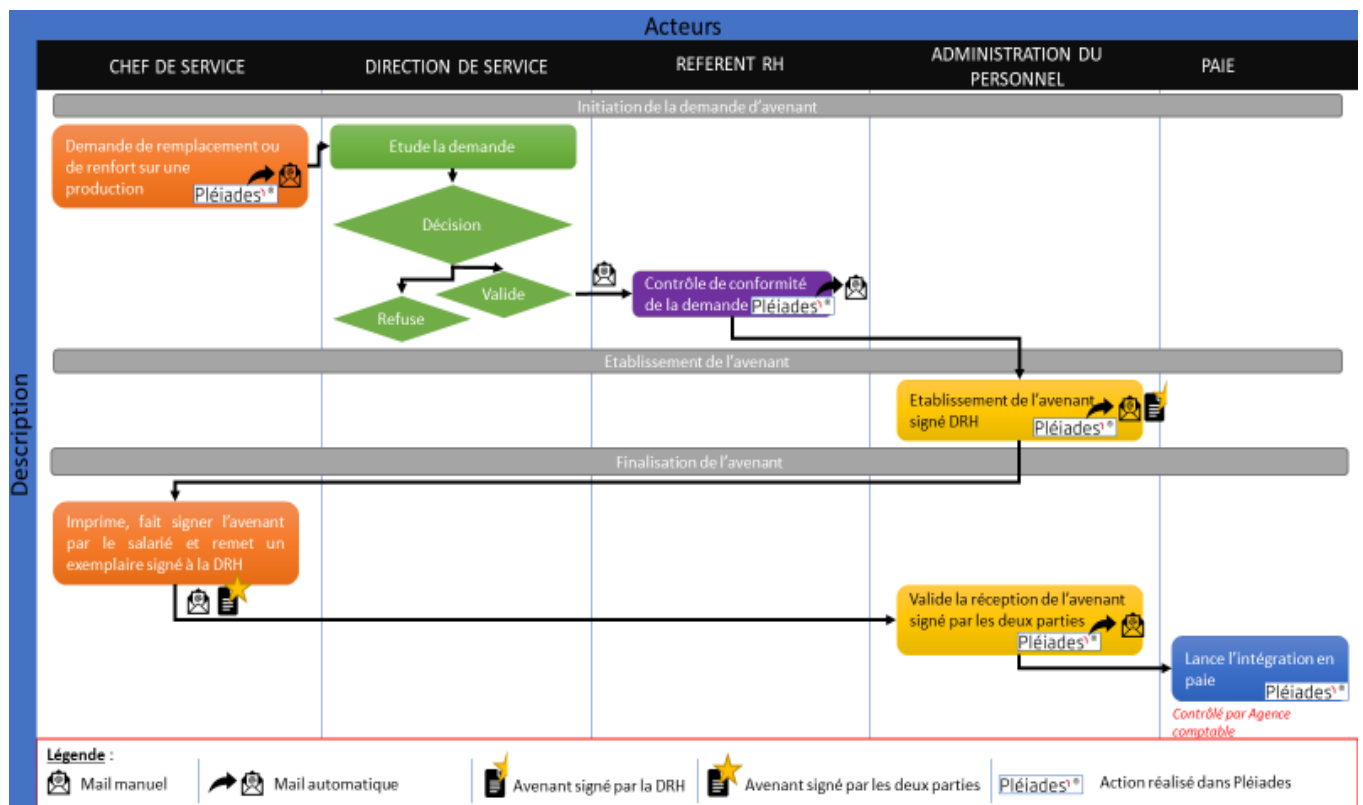 Acteurs
CHEF DE SERVICE
DIRECTION DE SERVICE
REFERENT RH
ADMINISTRATION DU
PERSONNEL
PAIE
Description
Initiation de la demande d'avenant
Demande de remplacement ou
de renfort sur une
production
Pléiades
Etude la demande
Décision
Valide
Refuse
Contrôle de conformité
de la demande Pléiades
Etablissement de l'avenant
Etablissement de l'avenant
signé DRH
Pléiades
Finalisation de l'avenant
Imprime, fait signer l'avenant
par le salarié et remet un
exemplaire signé à la DRH
Valide la réception de l'avenant
signé par les deux parties
Pléiades
Lance l'intégration en
paie
Pléiades
Contrôlé par Agence
comptable
Légende :
Mail manuel
Mail automatique
Avenant signé par la DRH
Avenant signé par les deux parties
Pléiades
Action réalisé dans Pléiades